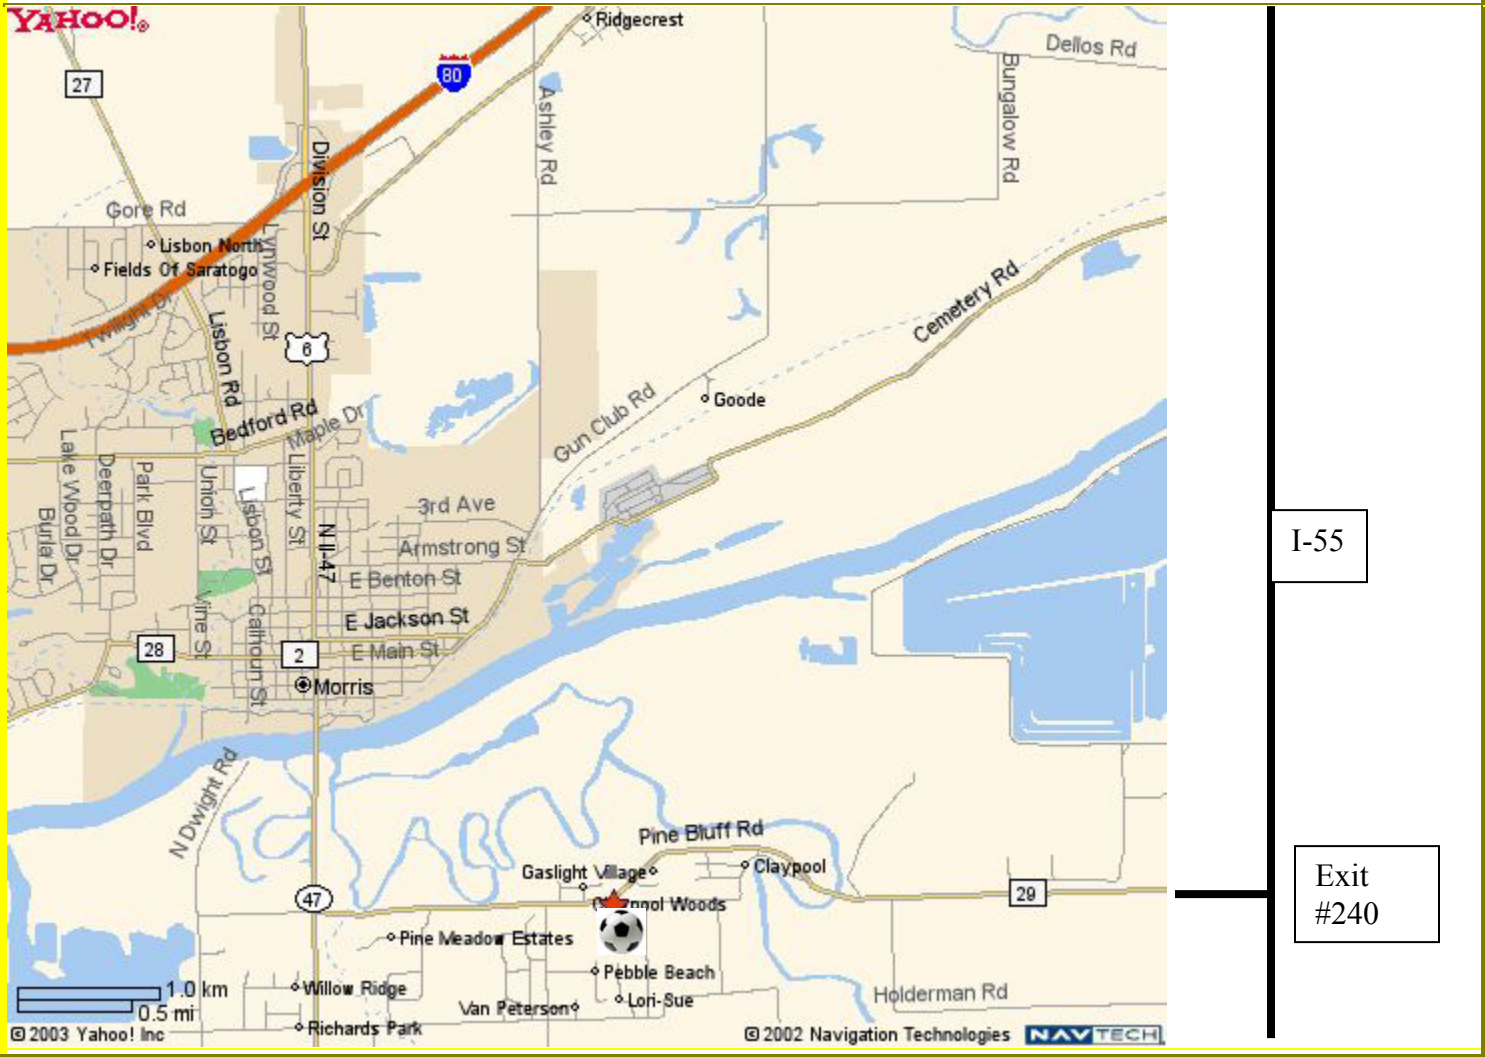 YAHOO!®
Ridgecrest
Dellos Rd
80
27
Bungalow Rd
Ashley Rd
Division St
Gore Rd
Lisbon North
Lynwood St
Fields Of Saratogo
Cemetery Rd
Twilight Dr
Lisbon Rd
6
Goode
Bedford Rd
Maple Dr
Gun Club Rd
Lake Wood Dr
Deerpath Dr
Park Blvd
Union St
Lisbon St
Liberty St
3rd Ave
Burla Dr
N Il-47
Armstrong St
I-55
E Benton St
Vine St
Calhoun St
E Jackson St
28
2
E Main St
Morris
N Dwight Rd
Pine Bluff Rd
Gaslight Village
Claypool
Exit
#240
47
29
Claypool Woods
Pine Meadow Estates
Pebble Beach
1.0 km
Willow Ridge
Van Peterson
Lori-Sue
Holderman Rd
0.5 mi
Richards Park
© 2003 Yahoo! Inc
© 2002 Navigation Technologies
NAVTECH